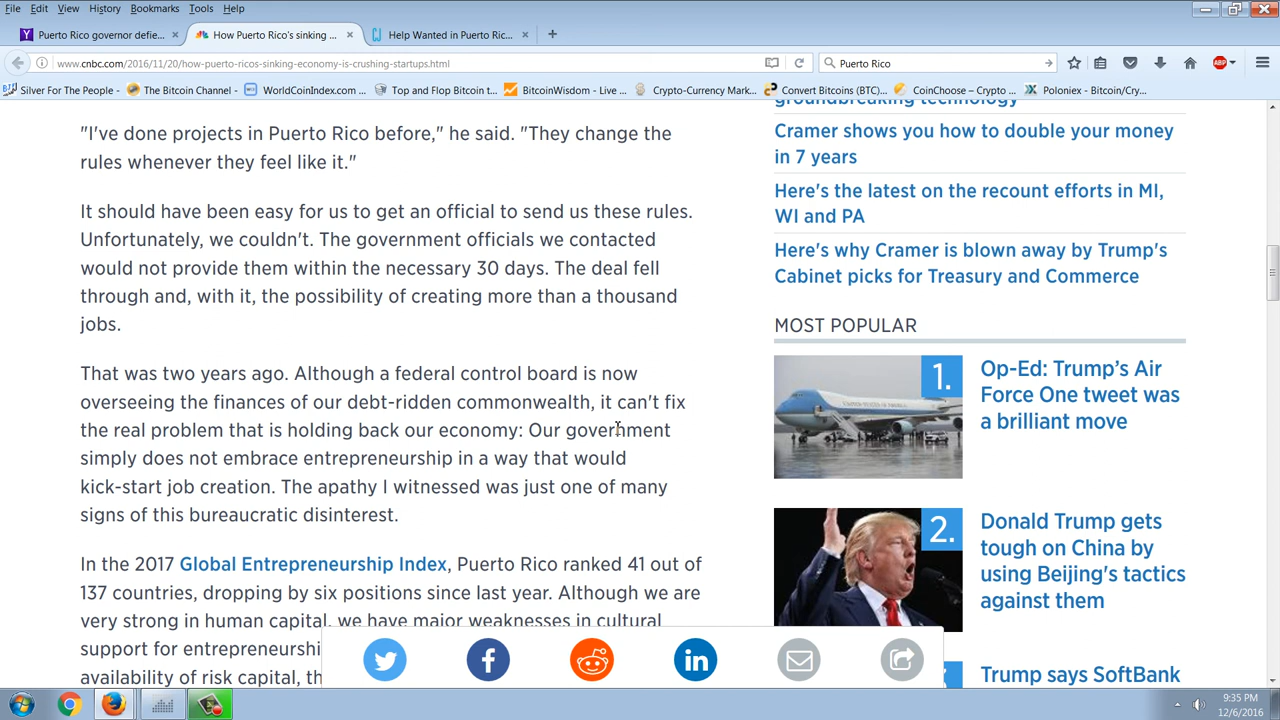 File Edit View History Bookmarks Tools Help
Puerto Rico governor defie... × How Puerto Rico's sinking ... × Help Wanted in Puerto Ric... × +
www.cnbc.com/2016/11/20/how-puerto-ricos-sinking-economy-is-crushing-startups.html Puerto Rico ABP
Silver For The People - The Bitcoin Channel - WorldCoinIndex.com ... Top and Flop Bitcoin t... BitcoinWisdom - Live ... Crypto-Currency Mark... Convert Bitcoins (BTC)... CoinChoose – Crypto ... Poloniex - Bitcoin/Cry...
"I've done projects in Puerto Rico before," he said. "They change the
rules whenever they feel like it."
It should have been easy for us to get an official to send us these rules.
Unfortunately, we couldn't. The government officials we contacted
would not provide them within the necessary 30 days. The deal fell
through and, with it, the possibility of creating more than a thousand
jobs.
That was two years ago. Although a federal control board is now
overseeing the finances of our debt-ridden commonwealth, it can't fix
the real problem that is holding back our economy: Our government
simply does not embrace entrepreneurship in a way that would
kick-start job creation. The apathy I witnessed was just one of many
signs of this bureaucratic disinterest.
In the 2017 Global Entrepreneurship Index, Puerto Rico ranked 41 out of
137 countries, dropping by six positions since last year. Although we are
very strong in human capital, we have major weaknesses in cultural
support for entrepreneurshi
availability of risk capital, th
groundbreaking technology
Cramer shows you how to double your money
in 7 years
Here's the latest on the recount efforts in MI,
WI and PA
Here's why Cramer is blown away by Trump's
Cabinet picks for Treasury and Commerce
MOST POPULAR
1.
Op-Ed: Trump's Air
Force One tweet was
a brilliant move
2.
Donald Trump gets
tough on China by
using Beijing's tactics
against them
Trump says SoftBank
9:35 PM
12/6/2016